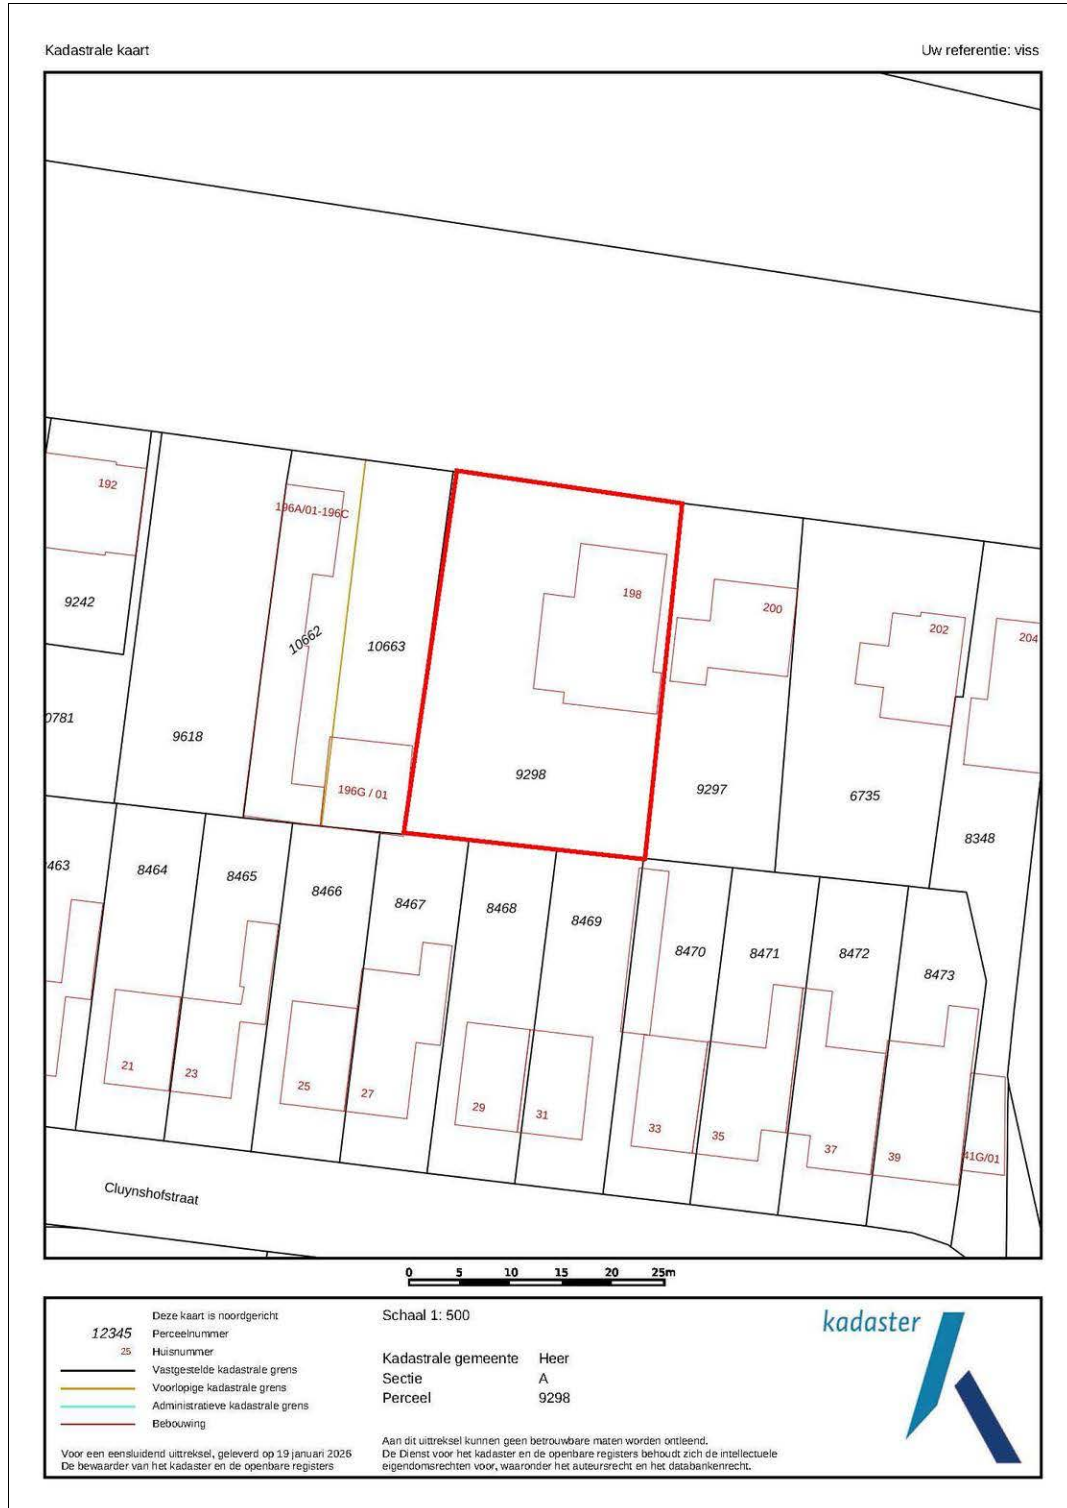 Kadastrale kaart
Uw referentie: viss
192
196A/01-196C
9242
10662
10663
198
200
202
204
0781
9618
196G / 01
9298
9297
6735
8348
463
8464
8465
8466
8467
8468
8469
8470
8471
8472
8473
21
23
25
27
29
31
33
35
37
39
41G/01
Cluynshofstraat
0 5 10 15 20 25m
Deze kaart is noordgericht
12345 Perceelnummer
25 Huisnummer
Vastgestelde kadastrale grens
Voorlopige kadastrale grens
Administratieve kadastrale grens
Bebouwing
Voor een eensluidend uittreksel, geleverd op 19 januari 2026
De bewaarder van het kadaster en de openbare registers
Schaal 1: 500
Kadastrale gemeente Heer
Sectie A
Perceel 9298
Aan dit uittreksel kunnen geen betrouwbare maten worden ontleend.
De Dienst voor het kadaster en de openbare registers behoudt zich de intellectuele
eigendomsrechten voor, waaronder het auteursrecht en het databankenrecht.
kadaster